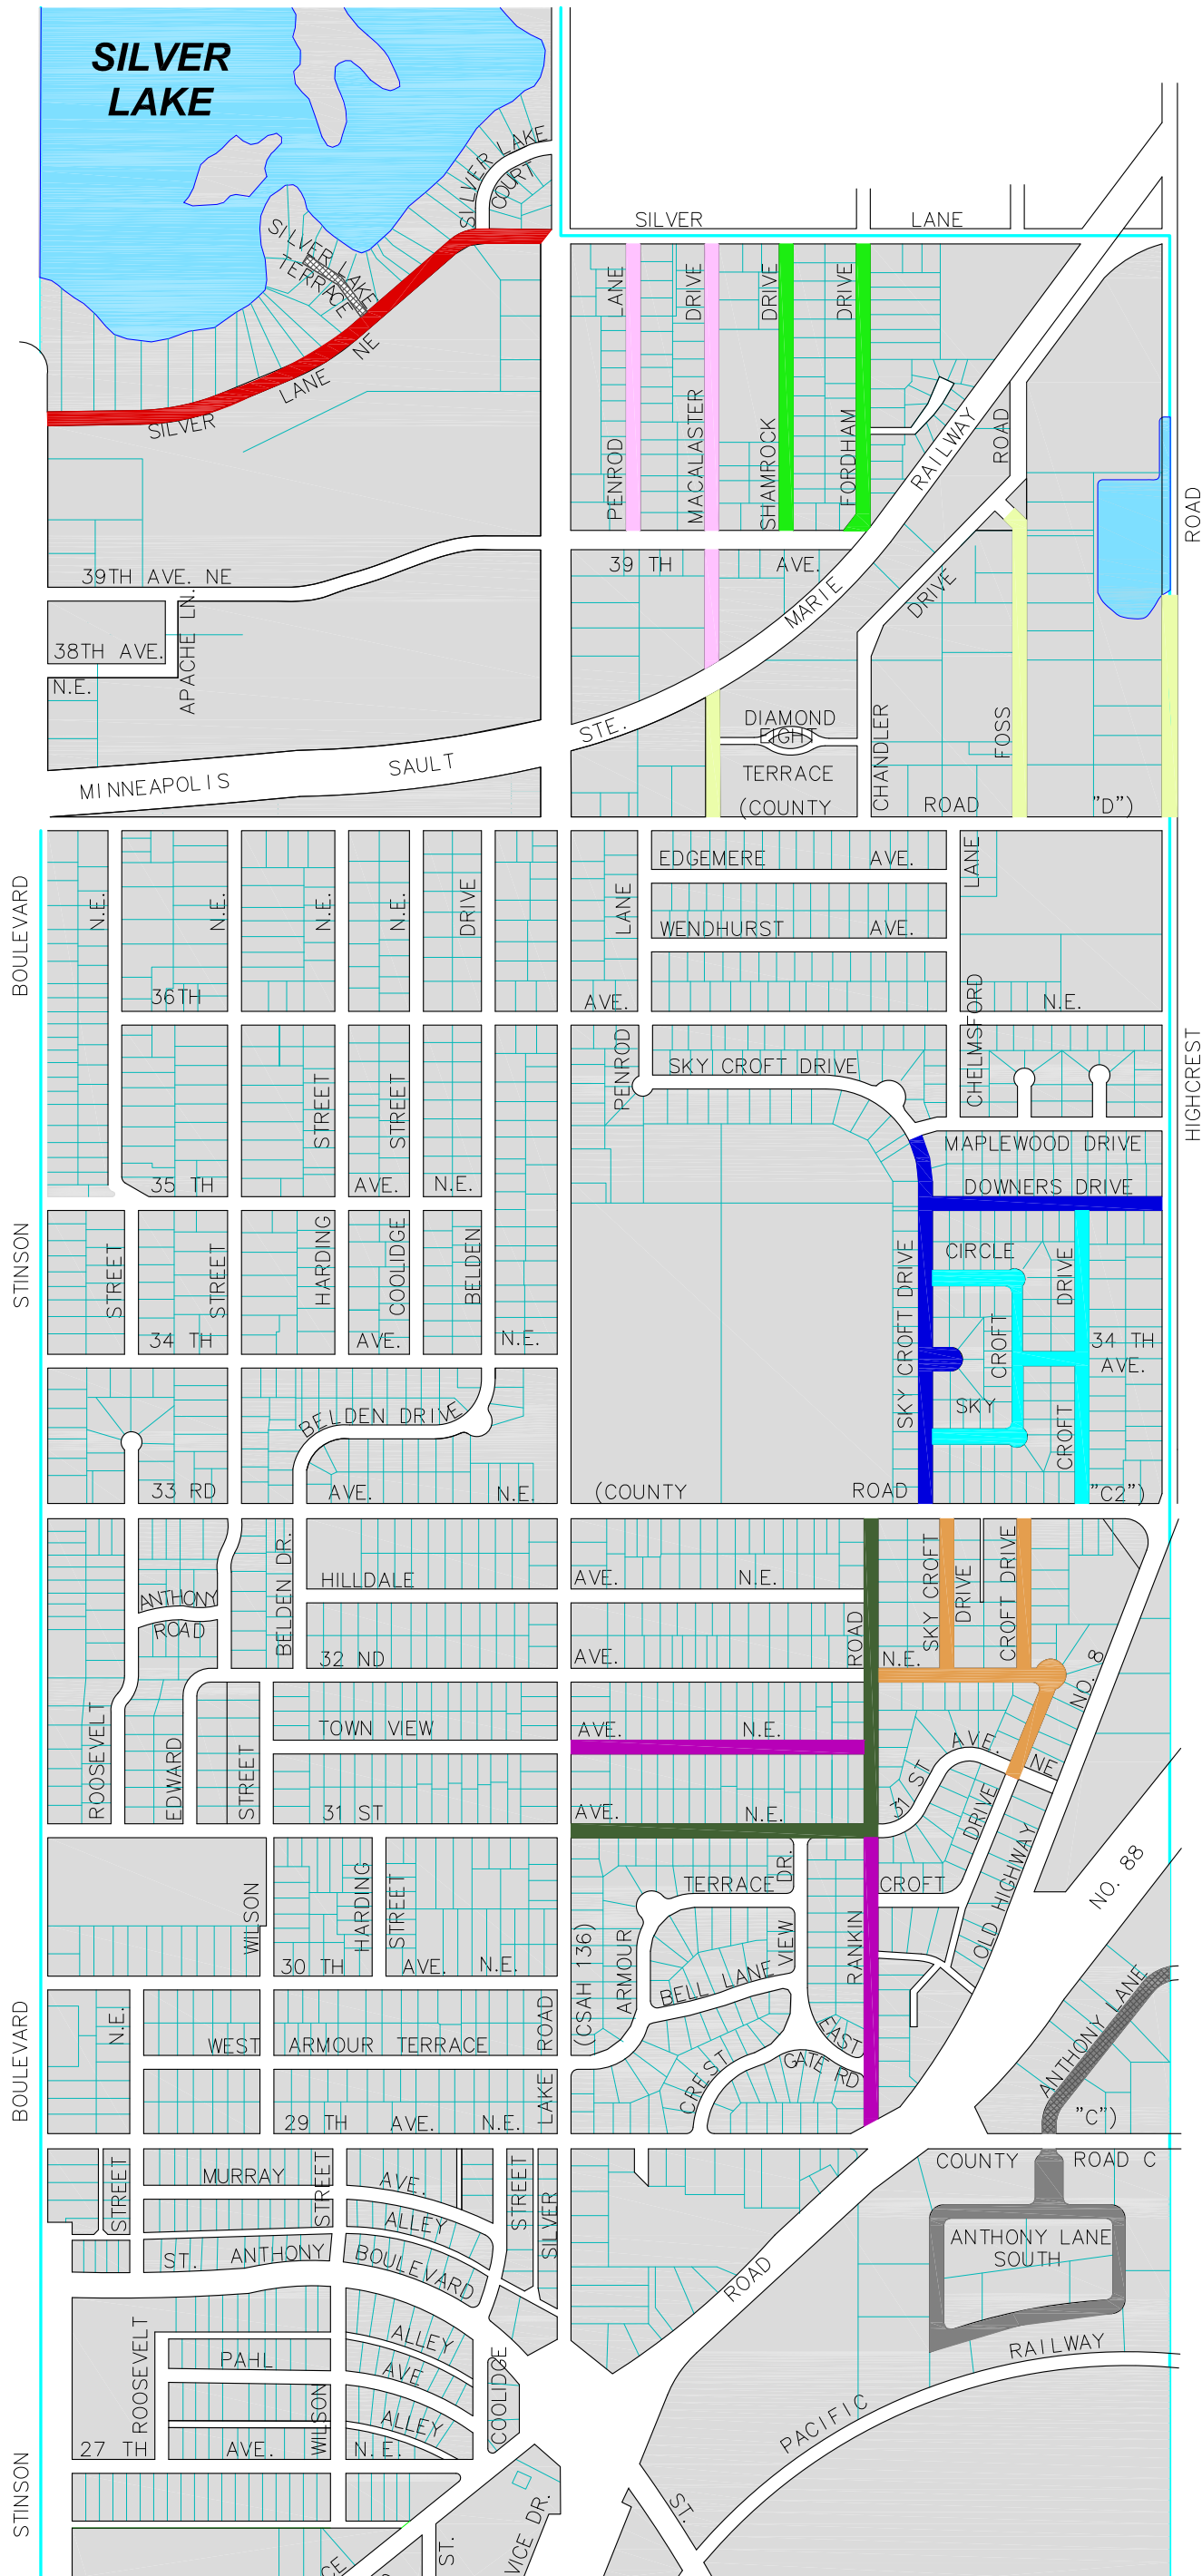 SILVER
LAKE
SILVER LAKE
COURT
SILVER
LANE
SILVER LAKE
TERRACE
LANE
NE
SILVER
PENROD
LANE
MACALASTER
DRIVE
SHAMROCK
DRIVE
FORDHAM
DRIVE
RAILWAY
ROAD
ROAD
39TH AVE. NE
39 TH
AVE.
MARIE
DRIVE
38TH AVE.
N.E.
APACHE LN.
STE.
DIAMOND
EIGHT
TERRACE
CHANDLER
FOSS
MINNEAPOLIS
SAULT
(COUNTY
ROAD
"D")
BOULEVARD
N.E.
N.E.
N.E.
N.E.
DRIVE
LANE
EDGEMERE
AVE.
LANE
WENDHURST
AVE.
36TH
AVE.
N.E.
PENROD
SKY CROFT DRIVE
CHELMSFORD
HIGHCREST
STREET
STREET
MAPLEWOOD DRIVE
35 TH
AVE.
N.E.
DOWNERS DRIVE
STINSON
STREET
STREET
HARDING
COOLIDGE
BELDEN
SKY CROFT DRIVE
CIRCLE
DRIVE
34 TH
AVE.
N.E.
CROFT
34 TH
AVE.
SKY
CROFT
BELDEN DRIVE
33 RD
AVE.
N.E.
(COUNTY
ROAD
"C2")
BELDEN DR.
HILLDALE
AVE.
N.E.
SKY CROFT
DRIVE
CROFT DRIVE
ANTHONY
ROAD
32 ND
AVE.
ROAD
N.E.
NO. 8
ROOSEVELT
EDWARD
STREET
TOWN VIEW
AVE.
N.E.
AVE.
NE
31 ST
31 ST
AVE.
N.E.
DRIVE
OLD HIGHWAY
WILSON
HARDING
STREET
TERRACE
DR.
CROFT
NO. 88
(CSAH 136)
ARMOUR
VIEW
RANKIN
30 TH
AVE.
N.E.
BELL LANE
N.E.
WEST
ARMOUR
TERRACE
ROAD
EAST
GATE RD
CREST
ANTHONY LANE
BOULEVARD
29 TH
AVE.
N.E.
LAKE
"C")
STREET
MURRAY
STREET
AVE.
STREET
SILVER
COUNTY
ROAD C
ALLEY
ST.
ANTHONY
BOULEVARD
ANTHONY LANE
SOUTH
ROAD
ROOSEVELT
ALLEY
RAILWAY
PAHL
AVE
COOLIDGE
WILSON
ALLEY
PACIFIC
27 TH
AVE.
N.E.
STINSON
ST.
VICE DR.
ST.
CE